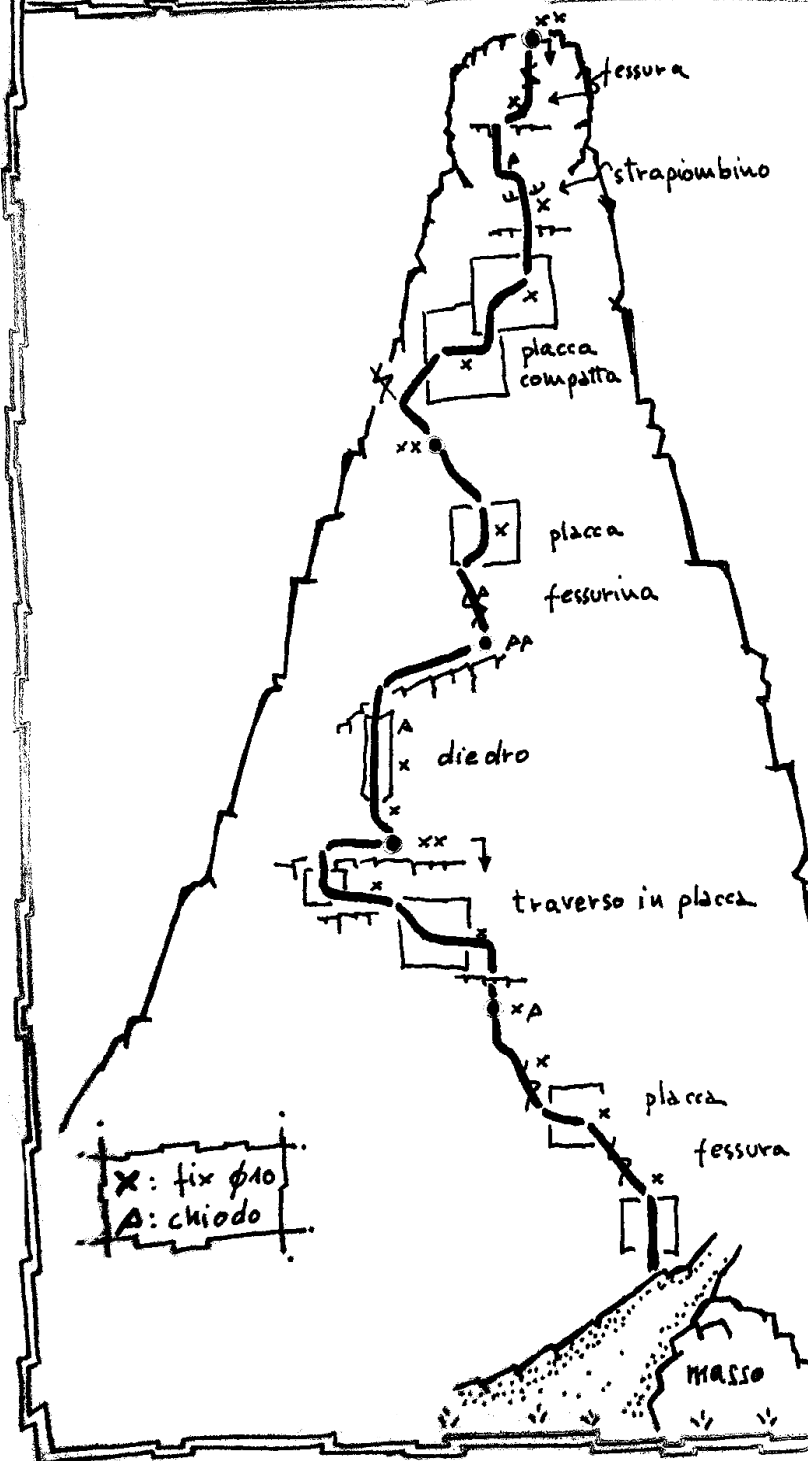 fessura
strapiombino
placca
compatta
placca
fessurina
diedro
traverso in placca
placca
fessura
X: fix ϕ10
A: chiodo
masso